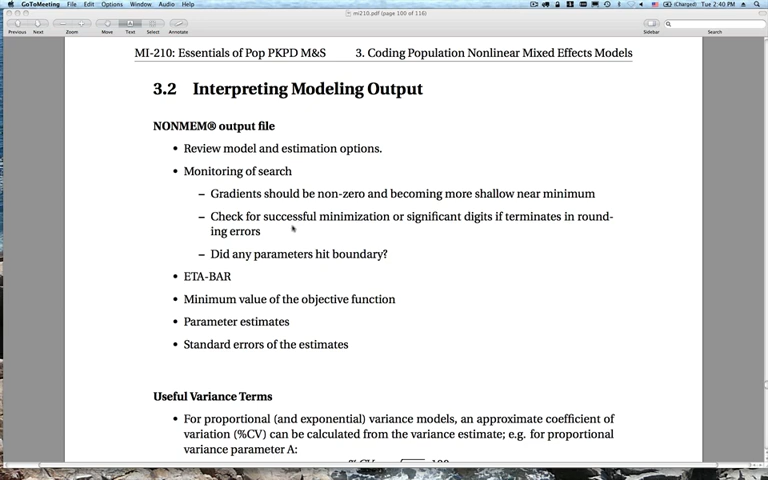 GoToMeeting File Edit Options Window Audio Help (Charged) Tue 2:40 PM
mi210.pdf (page 100 of 116)
Previous Next Zoom Move Text Select Annotate Sidebar Search
MI-210: Essentials of Pop PKPD M&S 3. Coding Population Nonlinear Mixed Effects Models
3.2 Interpreting Modeling Output
NONMEM® output file
• Review model and estimation options.
• Monitoring of search
– Gradients should be non-zero and becoming more shallow near minimum
– Check for successful minimization or significant digits if terminates in round-
ing errors
– Did any parameters hit boundary?
• ETA-BAR
• Minimum value of the objective function
• Parameter estimates
• Standard errors of the estimates
Useful Variance Terms
• For proportional (and exponential) variance models, an approximate coefficient of
variation (%CV) can be calculated from the variance estimate; e.g. for proportional
variance parameter A: